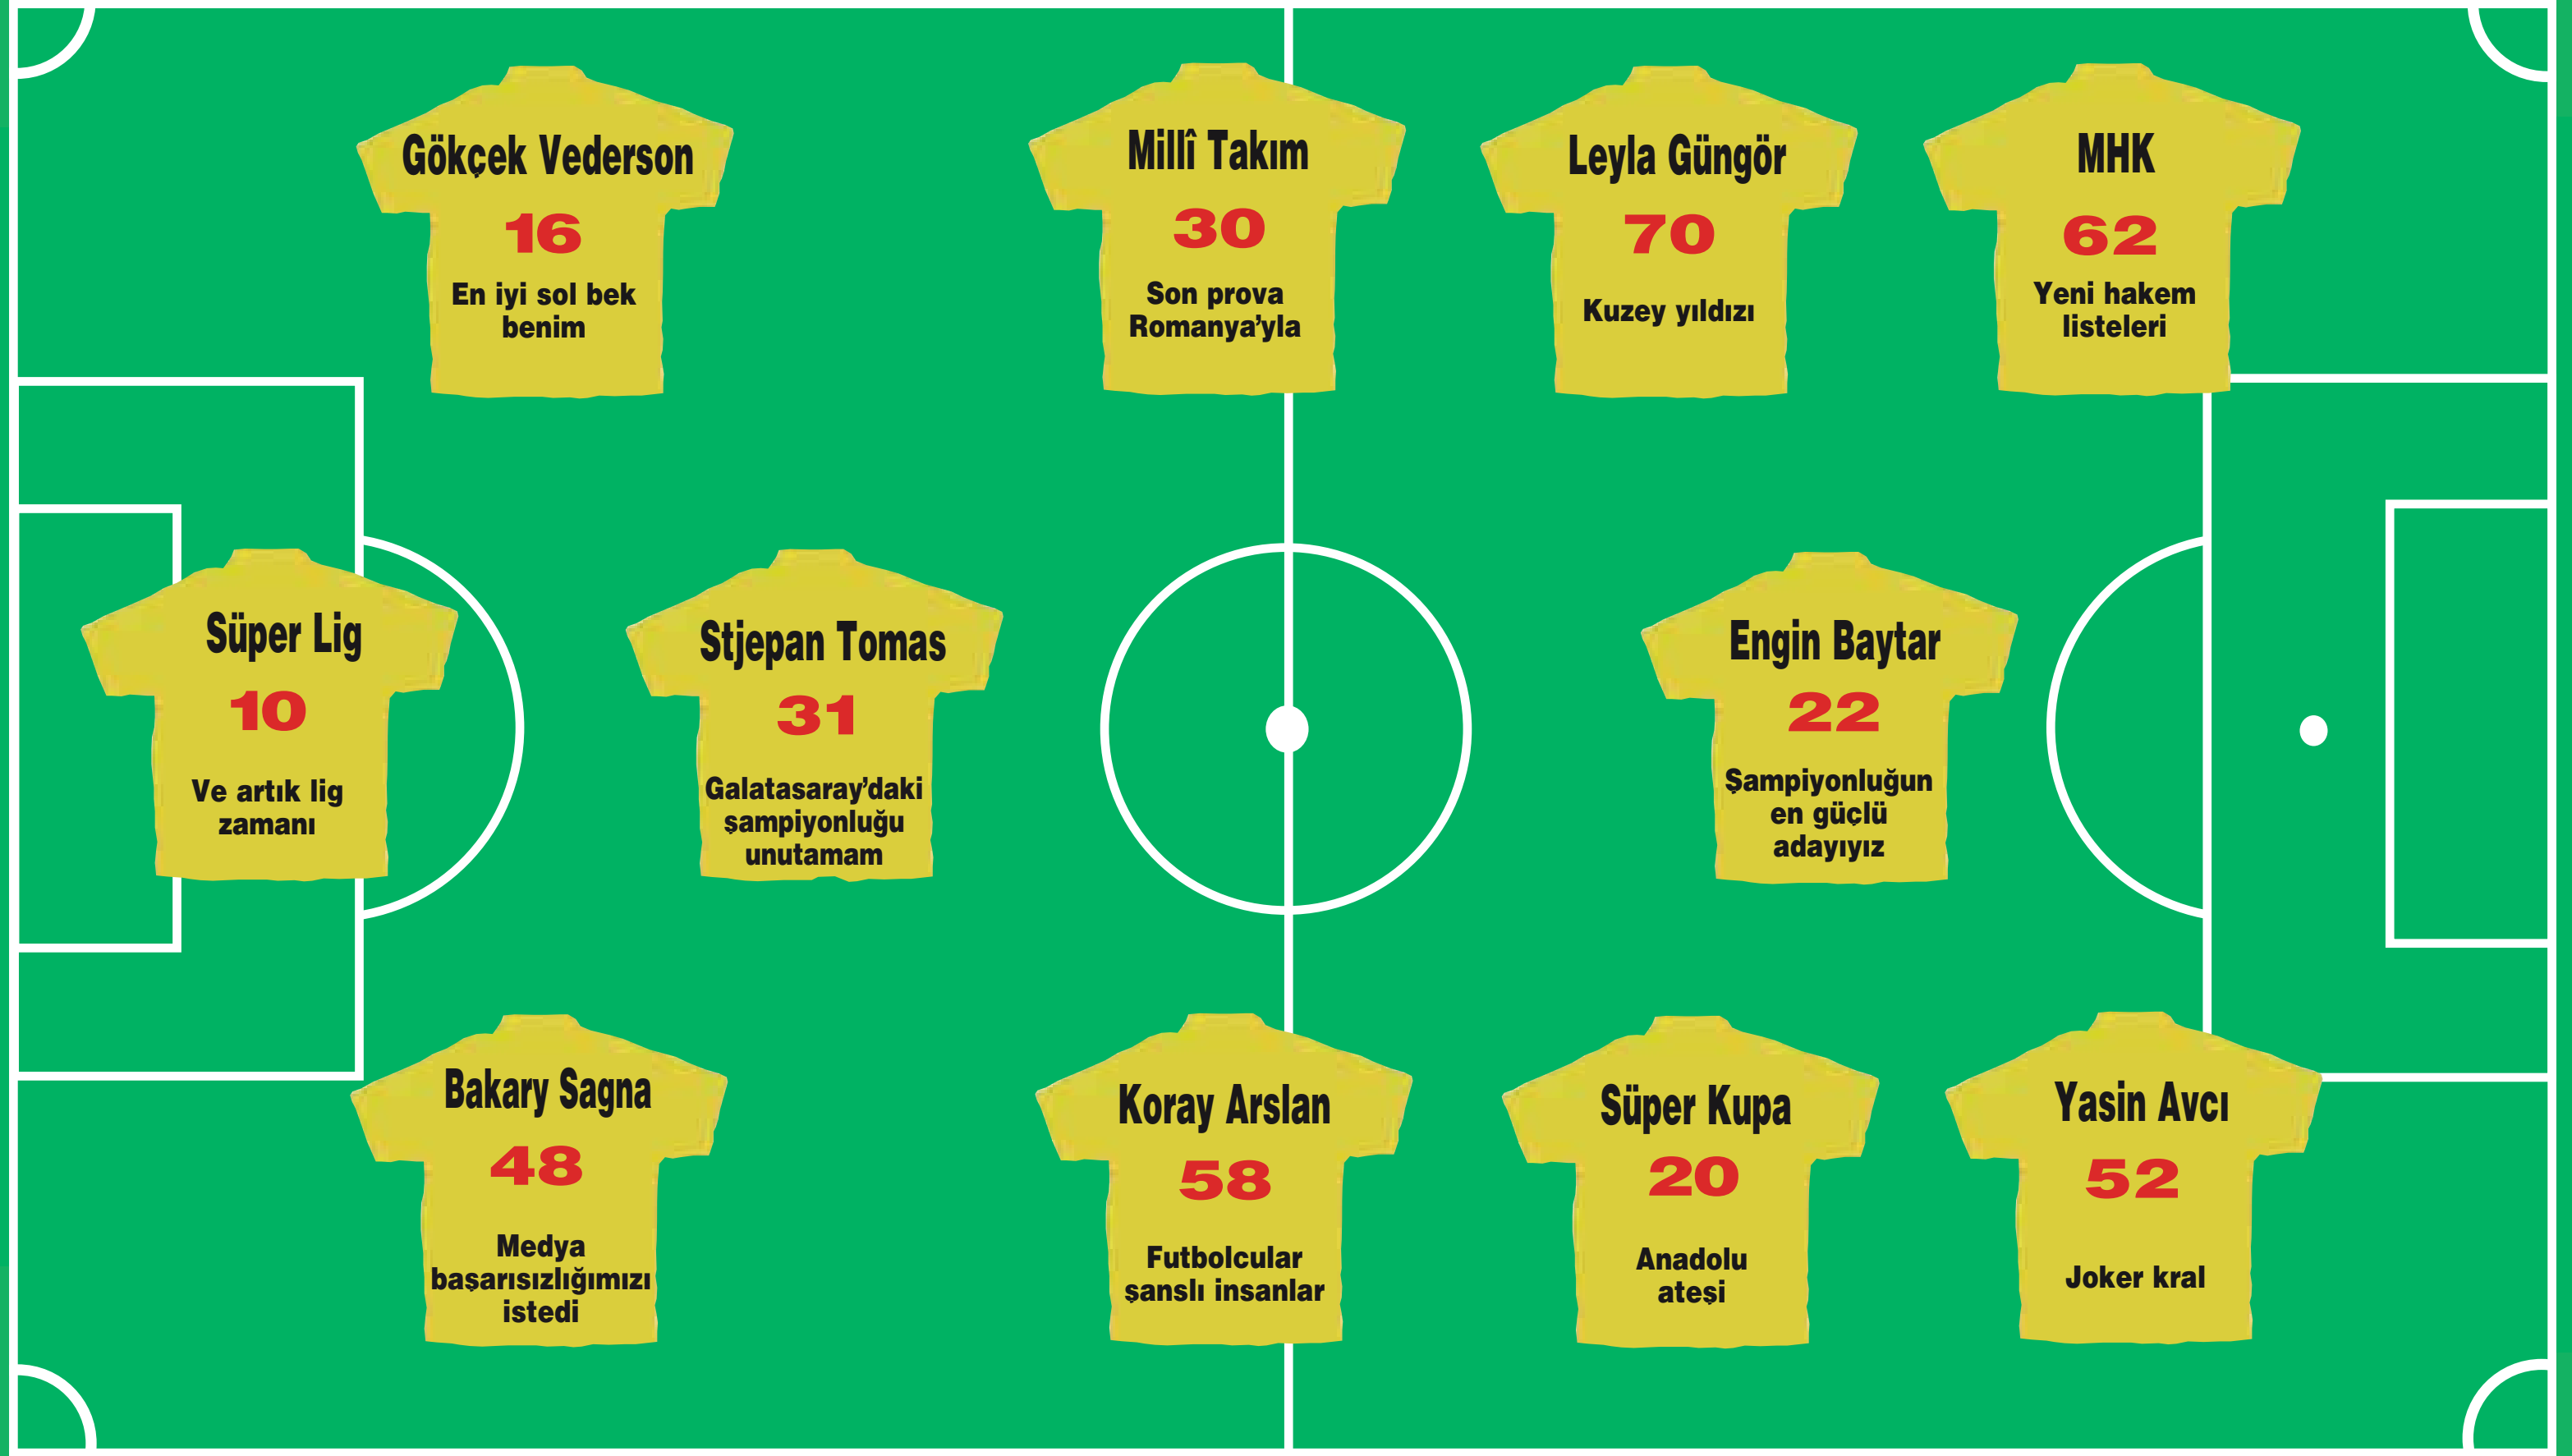 Gökçek Vederson
16
En iyi sol bek
benim
Millî Takım
30
Son prova
Romanya'yla
Leyla Güngör
70
Kuzey yıldızı
MHK
62
Yeni hakem
listeleri
Süper Lig
10
Ve artık lig
zamanı
Stjepan Tomas
31
Galatasaray'daki
şampiyonluğu
unutamam
Engin Baytar
22
Şampiyonluğun
en güçlü
adayıyız
Bakary Sagna
48
Medya
başarısızlığımızı
istedi
Koray Arslan
58
Futbolcular
şanslı insanlar
Süper Kupa
20
Anadolu
ateşi
Yasin Avcı
52
Joker kral